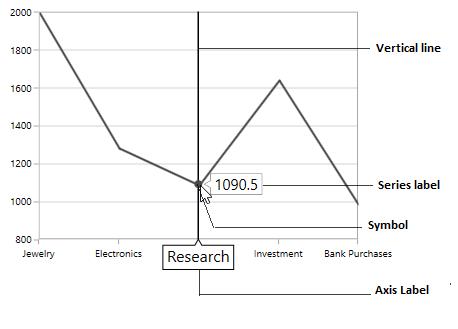 2000
1800
Vertical line
1600
1400
1200
1090.5
Series label
1000
Symbol
800
Jewelry
Electronics
Research
Investment
Bank Purchases
Axis Label